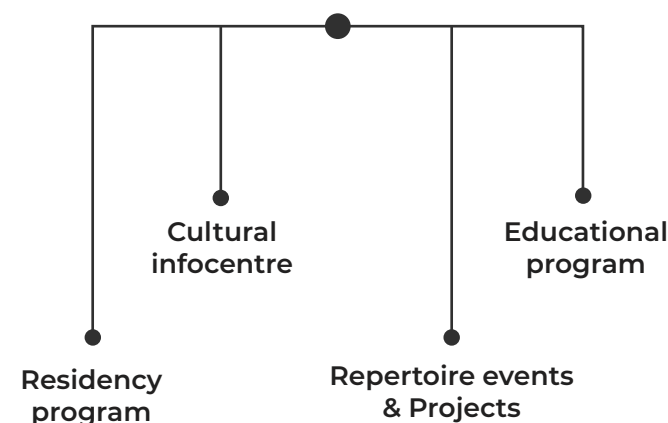 Cultural
infocentre
Educational
program
Residency
program
Repertoire events
& Projects